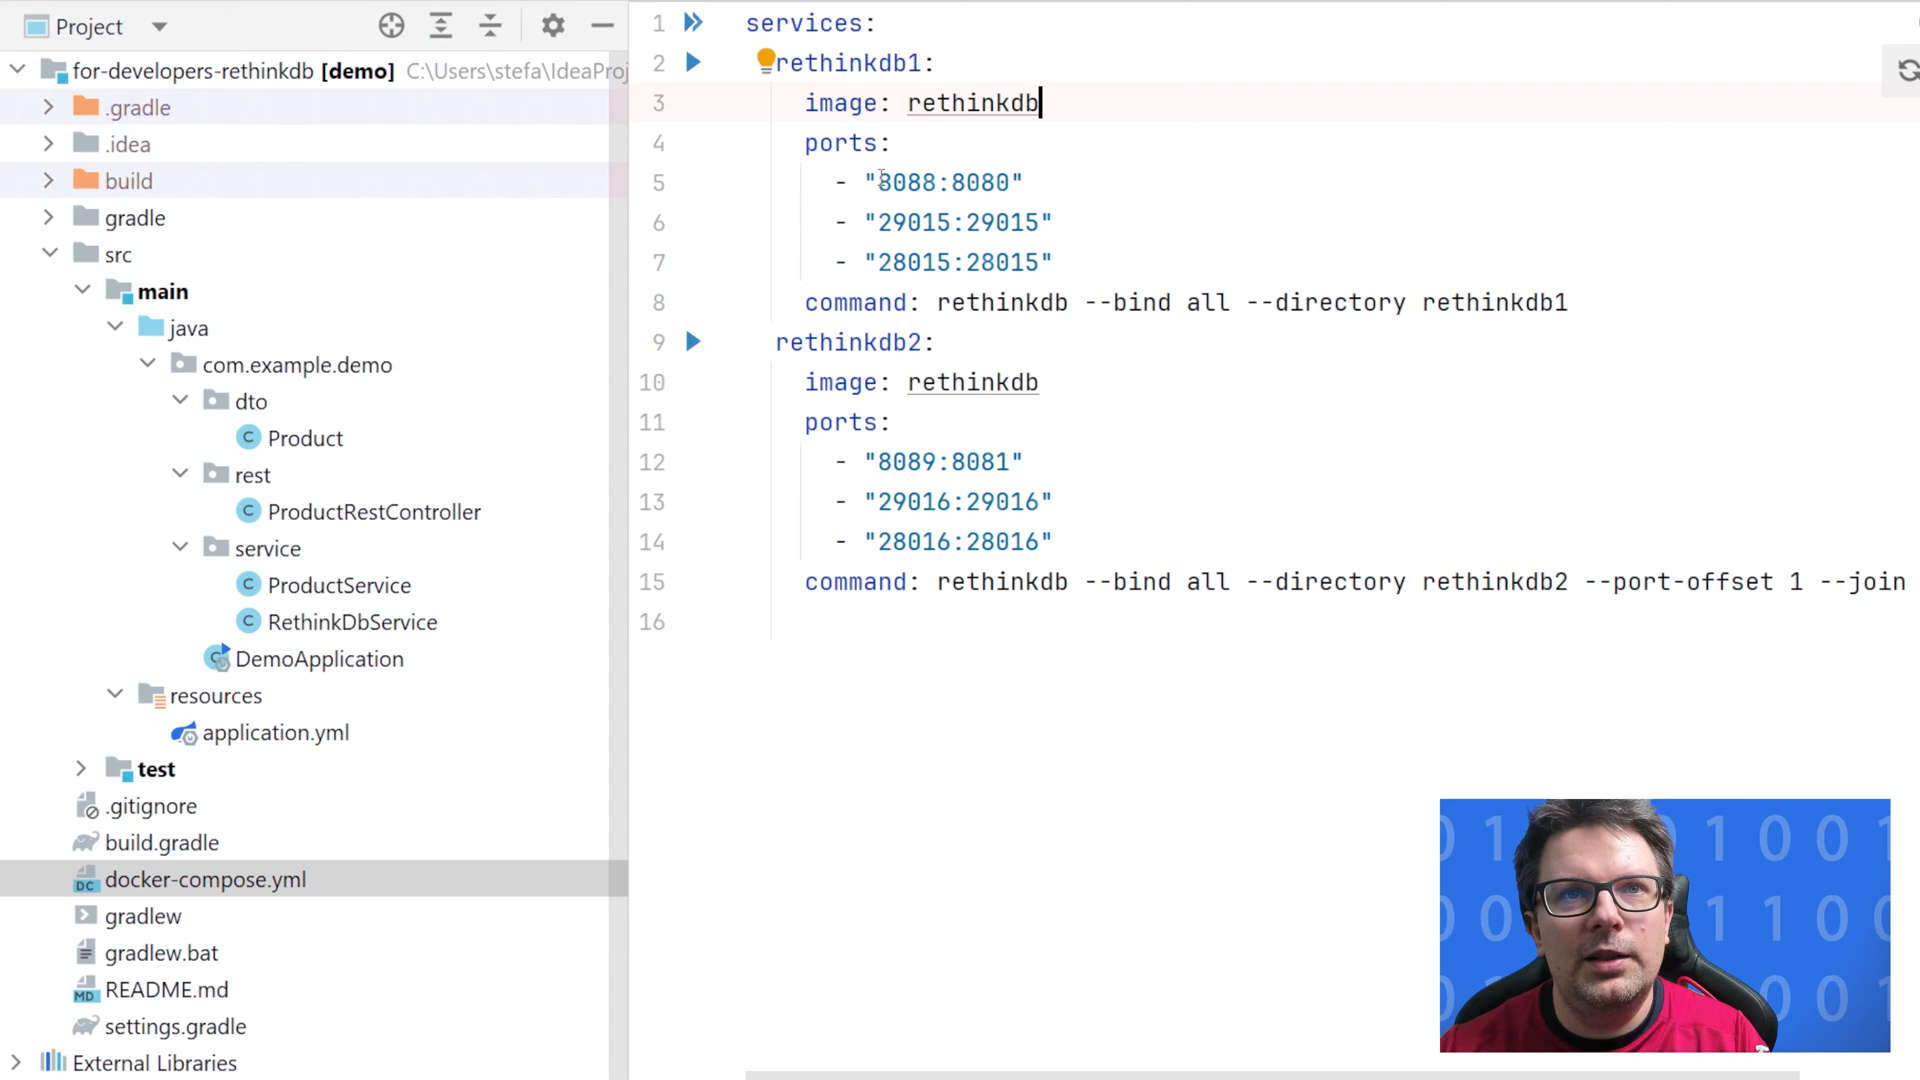 Project
for-developers-rethinkdb [demo] C:\Users\stefa\IdeaProj
.gradle
.idea
build
gradle
src
main
java
com.example.demo
dto
Product
rest
ProductRestController
service
ProductService
RethinkDbService
DemoApplication
resources
application.yml
test
.gitignore
build.gradle
docker-compose.yml
gradlew
gradlew.bat
README.md
settings.gradle
External Libraries
1 services:
2 rethinkdb1:
3 image: rethinkdb
4 ports:
5 - "8088:8080"
6 - "29015:29015"
7 - "28015:28015"
8 command: rethinkdb --bind all --directory rethinkdb1
9 rethinkdb2:
10 image: rethinkdb
11 ports:
12 - "8089:8081"
13 - "29016:29016"
14 - "28016:28016"
15 command: rethinkdb --bind all --directory rethinkdb2 --port-offset 1 --join
16